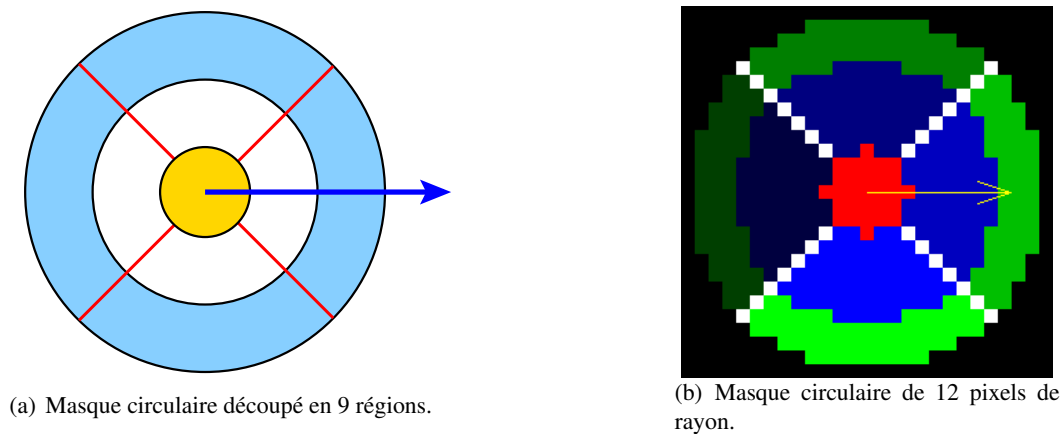 (a) Masque circulaire découpé en 9 régions.
(b) Masque circulaire de 12 pixels de
rayon.